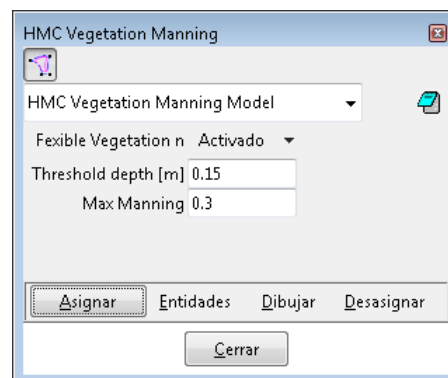 HMC Vegetation Manning
HMC Vegetation Manning Model
Fexible Vegetation n Activado
Threshold depth [m] 0.15
Max Manning 0.3
Asignar Entidades Dibujar Desasignar
Cerrar